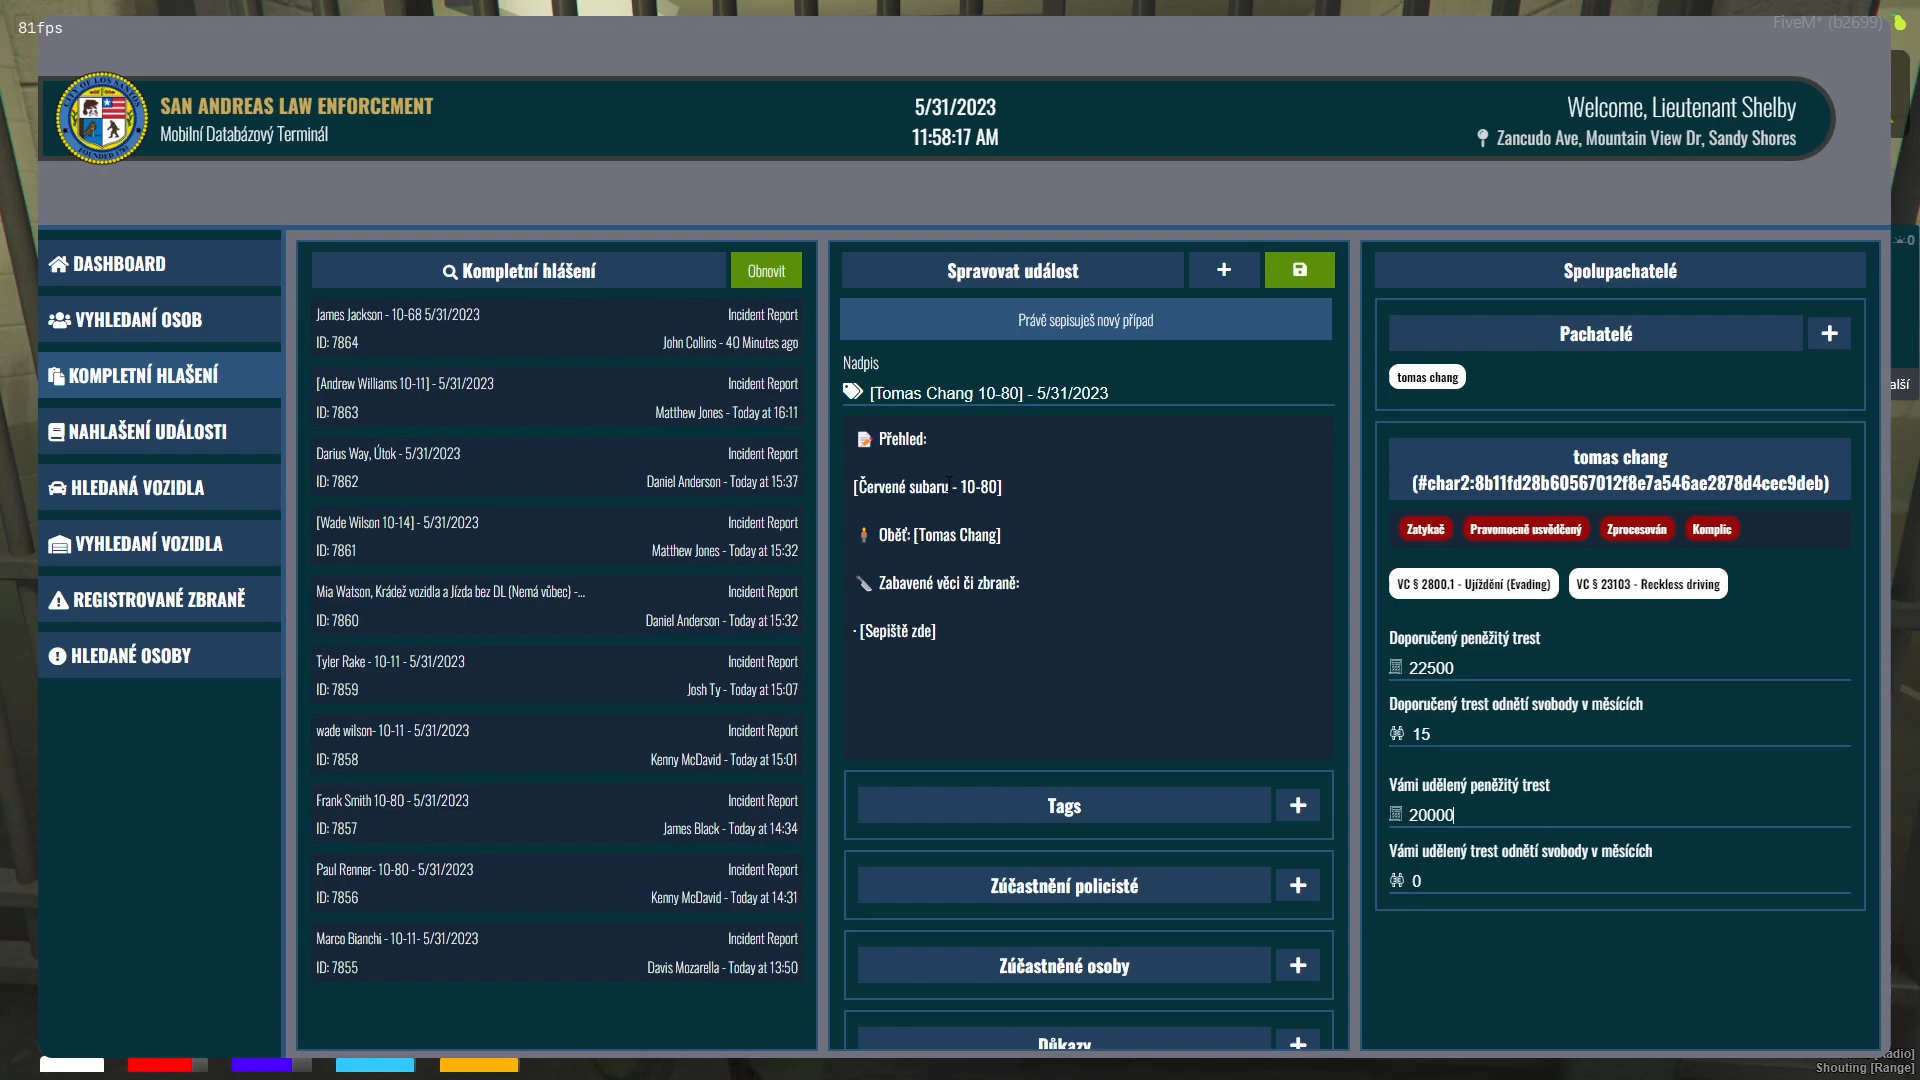 81fps
FiveM* (b2699)
SAN ANDREAS LAW ENFORCEMENT
Mobilní Databázový Terminál
5/31/2023
11:58:17 AM
Welcome, Lieutenant Shelby
Zancudo Ave, Mountain View Dr, Sandy Shores
DASHBOARD
VYHLEDANÍ OSOB
KOMPLETNÍ HLAŠENÍ
NAHLAŠENÍ UDÁLOSTI
HLEDANÁ VOZIDLA
VYHLEDANÍ VOZIDLA
REGISTROVANÉ ZBRANĚ
HLEDANÉ OSOBY
Kompletní hlášení
Obnovit
James Jackson - 10-68 5/31/2023 Incident Report
ID: 7864 John Collins - 40 Minutes ago
[Andrew Williams 10-11] - 5/31/2023 Incident Report
ID: 7863 Matthew Jones - Today at 16:11
Darius Way, Útok - 5/31/2023 Incident Report
ID: 7862 Daniel Anderson - Today at 15:37
[Wade Wilson 10-14] - 5/31/2023 Incident Report
ID: 7861 Matthew Jones - Today at 15:32
Mia Watson, Krádež vozidla a Jízda bez DL (Nemá vůbec) -... Incident Report
ID: 7860 Daniel Anderson - Today at 15:32
Tyler Rake - 10-11 - 5/31/2023 Incident Report
ID: 7859 Josh Ty - Today at 15:07
wade wilson- 10-11 - 5/31/2023 Incident Report
ID: 7858 Kenny McDavid - Today at 15:01
Frank Smith 10-80 - 5/31/2023 Incident Report
ID: 7857 James Black - Today at 14:34
Paul Renner- 10-80 - 5/31/2023 Incident Report
ID: 7856 Kenny McDavid - Today at 14:31
Marco Bianchi - 10-11- 5/31/2023 Incident Report
ID: 7855 Davis Mozarella - Today at 13:50
Spravovat událost
Právě sepisuješ nový případ
Nadpis
[Tomas Chang 10-80] - 5/31/2023
Přehled:
[Červené subaru - 10-80]
Oběť: [Tomas Chang]
Zabavené věci či zbraně:
· [Sepiště zde]
Tags
Zúčastnění policisté
Zúčastněné osoby
Důkazy
Spolupachatelé
Pachatelé
tomas chang
tomas chang
(#char2:8b11fd28b60567012f8e7a546ae2878d4cec9deb)
Zatykač Pravomocně usvědčený Zprocesován Komplic
VC § 2800.1 - Ujíždění (Evading) VC § 23103 - Reckless driving
Doporučený peněžitý trest
22500
Doporučený trest odnětí svobody v měsících
15
Vámi udělený peněžitý trest
20000
Vámi udělený trest odnětí svobody v měsících
0
alší
0
Shouting [Range]